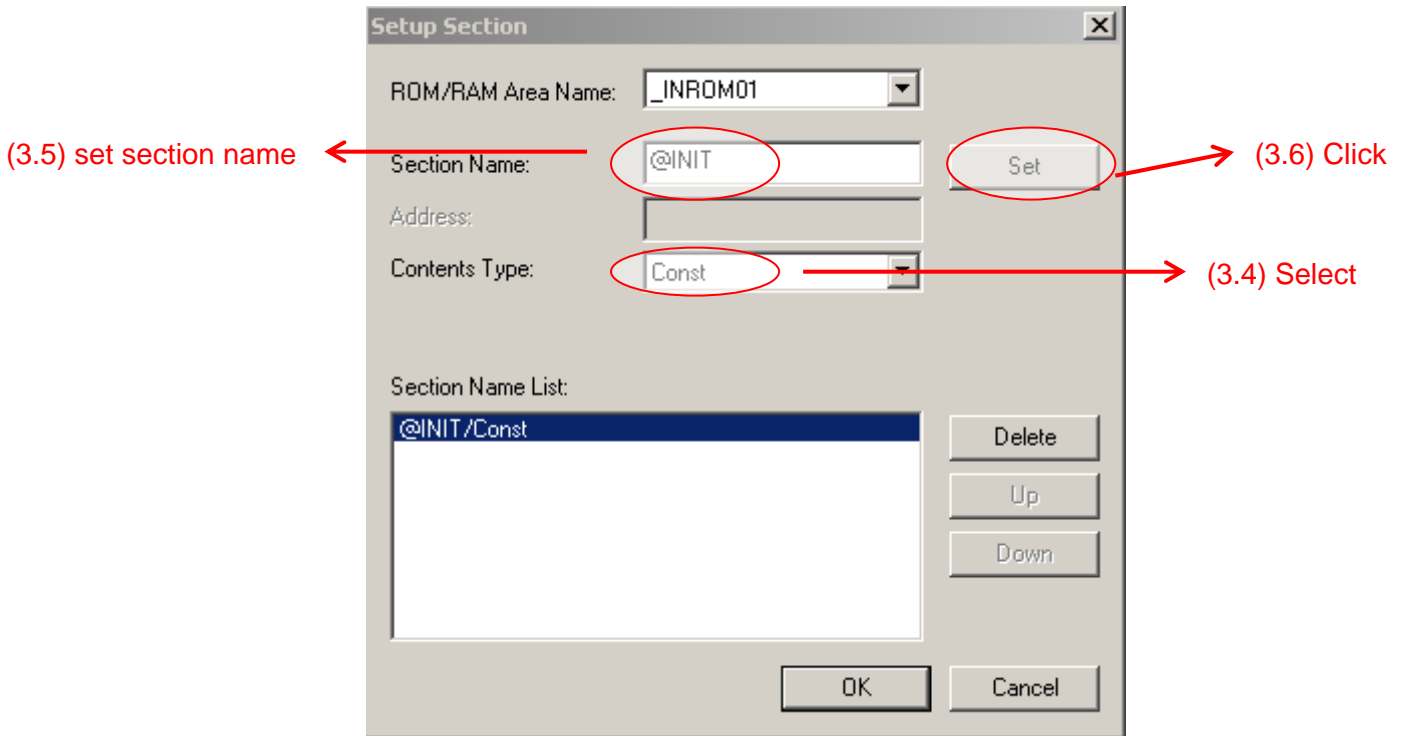 Setup Section
ROM/RAM Area Name: _INROM01
(3.5) set section name
Section Name: @INIT
Set
(3.6) Click
Address:
Contents Type: Const
(3.4) Select
Section Name List:
@INIT/Const
Delete
Up
Down
OK
Cancel